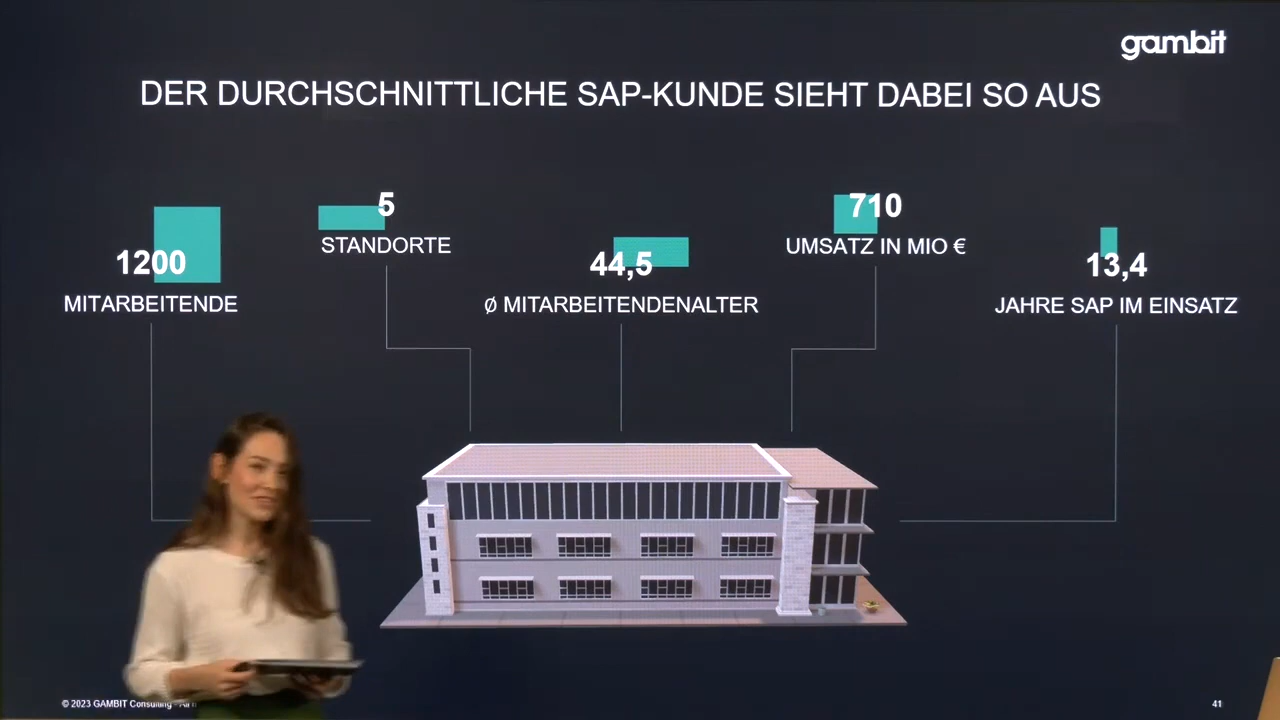 gambit
DER DURCHSCHNITTLICHE SAP-KUNDE SIEHT DABEI SO AUS
1200
MITARBEITENDE
5
STANDORTE
44,5
Ø MITARBEITENDENALTER
710
UMSATZ IN MIO €
13,4
JAHRE SAP IM EINSATZ
© 2023 GAMBIT Consulting - All
41